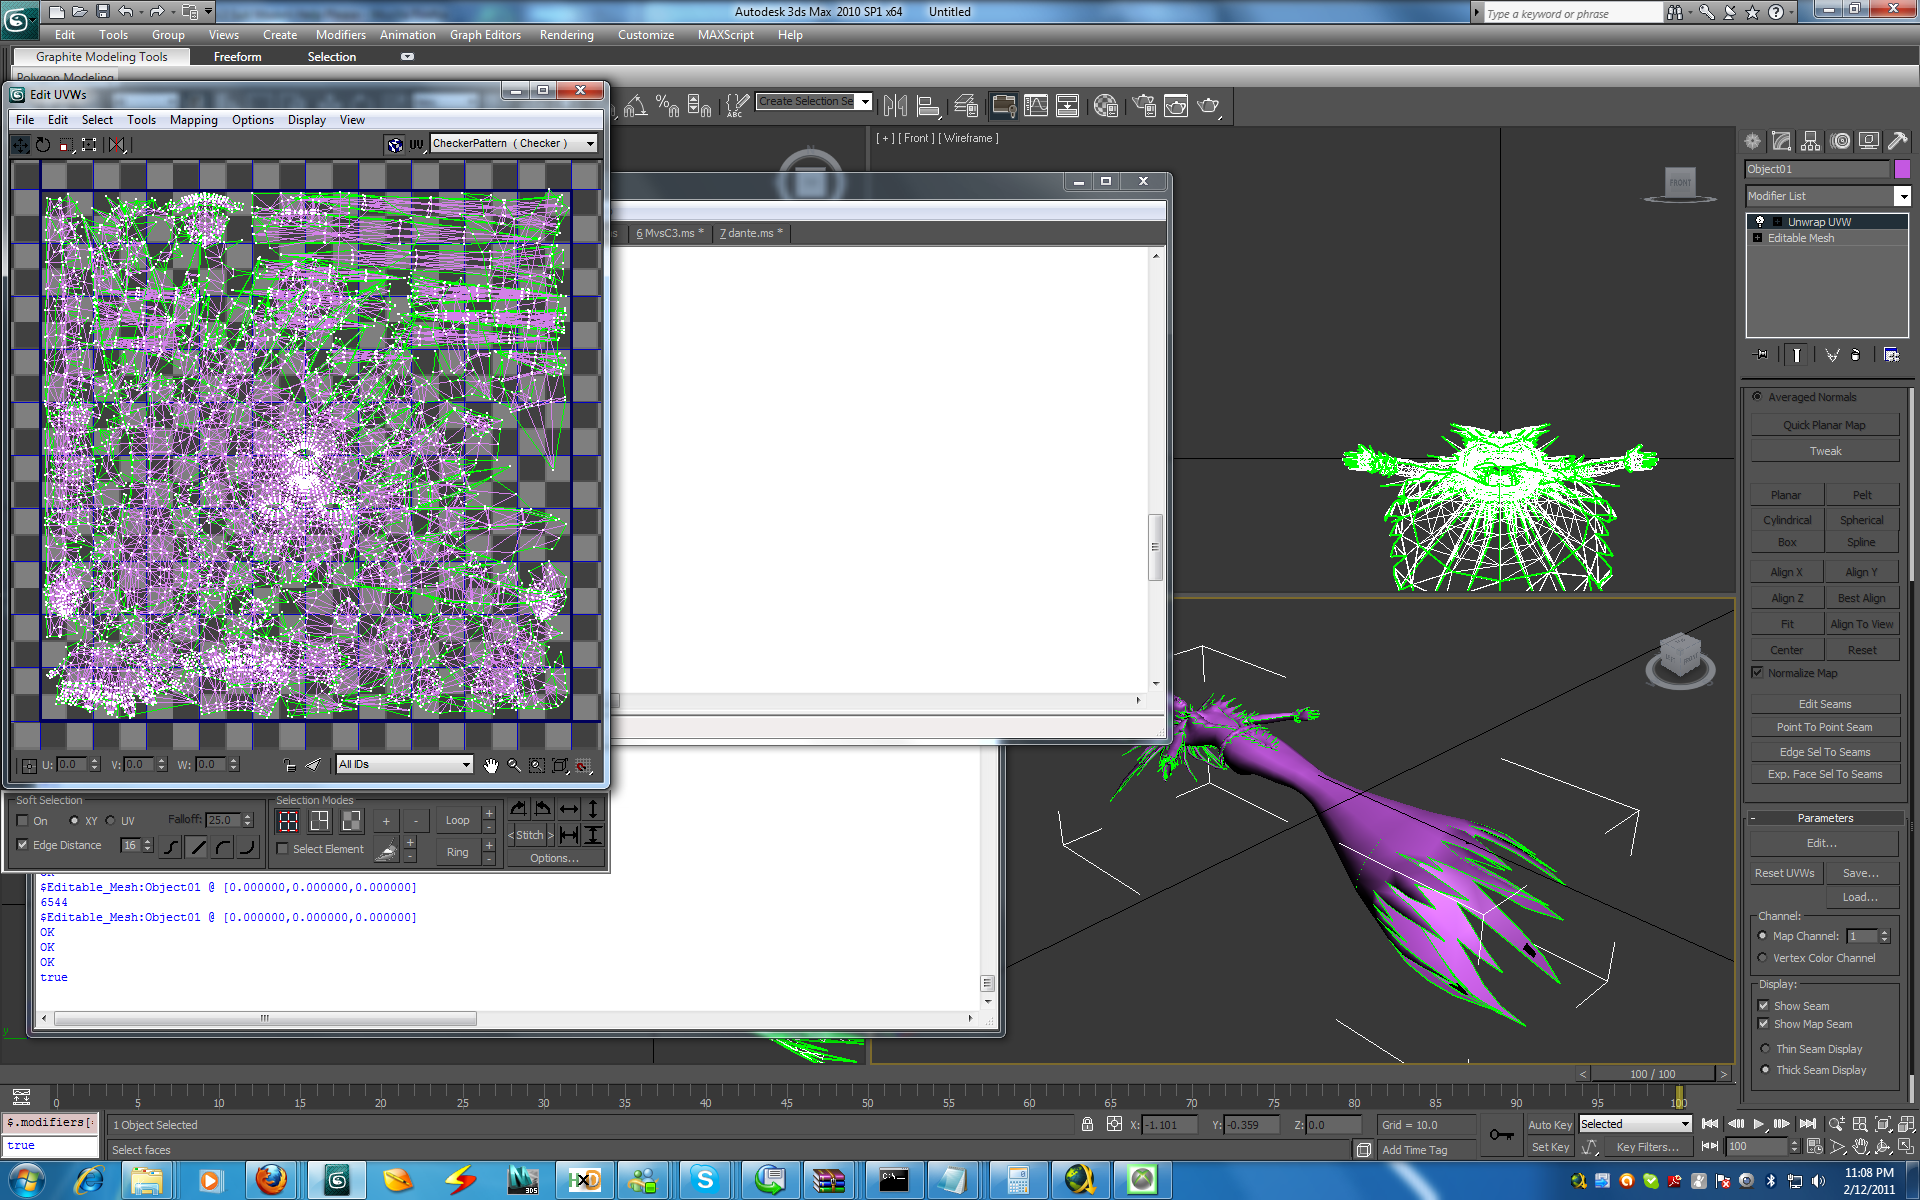 Autodesk 3ds Max 2010 SP1 x64 Untitled
Type a keyword or phrase
Edit Tools Group Views Create Modifiers Animation Graph Editors Rendering Customize MAXScript Help
Graphite Modeling Tools Freeform Selection
Polygon Modeling
Edit UVWs
File Edit Select Tools Mapping Options Display View
UV CheckerPattern ( Checker )
Create Selection Se
ABC
[ + ] [ Front ] [ Wireframe ]
FRONT
6 MvsC3.ms * 7 dante.ms *
Object01
Modifier List
Unwrap UVW
Editable Mesh
Averaged Normals
Quick Planar Map
Tweak
Planar Pelt
Cylindrical Spherical
Box Spline
Align X Align Y
Align Z Best Align
Fit Align To View
Center Reset
Normalize Map
Edit Seams
Point To Point Seam
Edge Sel To Seams
Exp. Face Sel To Seams
Parameters
Edit...
Reset UVWs Save...
Load...
Channel:
Map Channel: 1
Vertex Color Channel
Display:
Show Seam
Show Map Seam
Thin Seam Display
Thick Seam Display
U: 0.0 V: 0.0 W: 0.0 All IDs
Soft Selection
On XY UV Falloff: 25.0
Edge Distance 16
Selection Modes
+ - Loop + -
Select Element + - Ring + -
Stitch
Options...
OK
$Editable_Mesh:Object01 @ [0.000000,0.000000,0.000000]
6544
$Editable_Mesh:Object01 @ [0.000000,0.000000,0.000000]
OK
OK
OK
true
y
< 100 / 100 >
0 5 10 15 20 25 30 35 40 45 50 55 60 65 70 75 80 85 90 95 100
$.modifiers[
true
1 Object Selected
Select faces
X: -1.101 Y: -0.359 Z: 0.0 Grid = 10.0
Add Time Tag
Auto Key Selected
Set Key Key Filters... 100
11:08 PM
2/12/2011